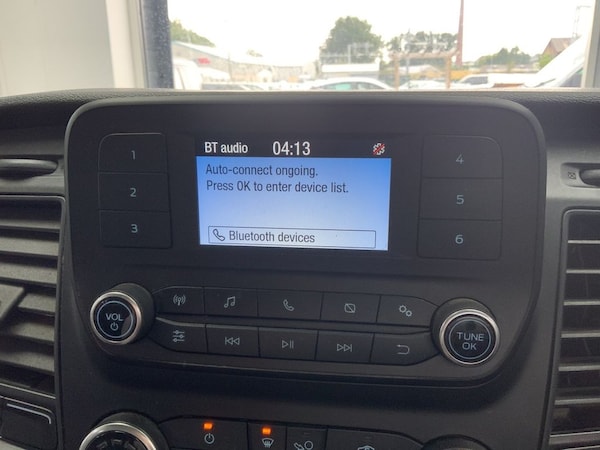 BT audio 04:13
Auto-connect ongoing.
Press OK to enter device list.
Bluetooth devices
1
2
3
4
5
6
VOL
TUNE
OK